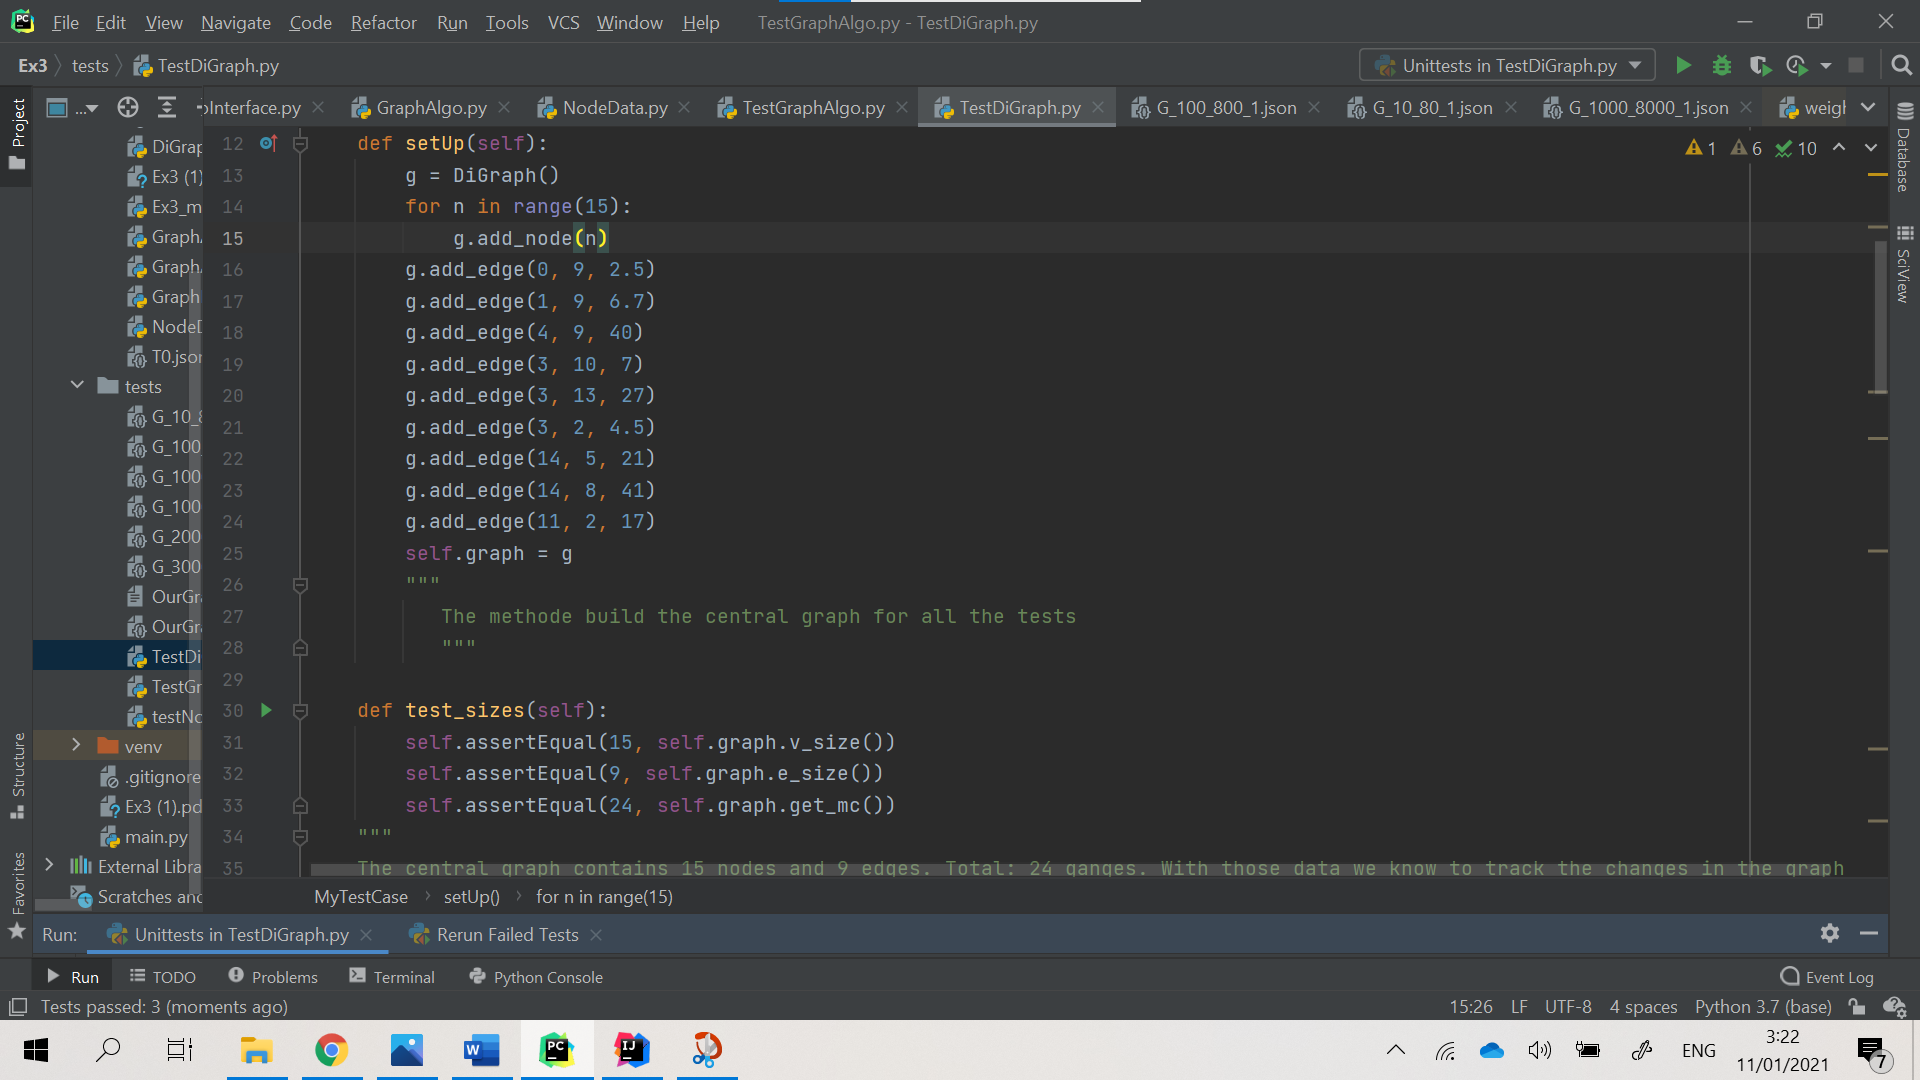 File Edit View Navigate Code Refactor Run Tools VCS Window Help TestGraphAlgo.py - TestDiGraph.py
Ex3 tests TestDiGraph.py Unittests in TestDiGraph.py
Project ... oInterface.py GraphAlgo.py NodeData.py TestGraphAlgo.py TestDiGraph.py G_100_800_1.json G_10_80_1.json G_1000_8000_1.json weigh
1 6 10
Database
SciView
DiGrap
Ex3 (1)
Ex3_m
GraphA
GraphA
Graph
NodeD
T0.json
tests
G_10_8
G_100
G_100
G_100
G_200
G_300
OurGra
OurGra
TestDi
TestGr
testNo
venv
.gitignore
Ex3 (1).pd
main.py
External Libra
Scratches and
Structure
Favorites
12 def setUp(self):
13 g = DiGraph()
14 for n in range(15):
15 g.add_node(n)
16 g.add_edge(0, 9, 2.5)
17 g.add_edge(1, 9, 6.7)
18 g.add_edge(4, 9, 40)
19 g.add_edge(3, 10, 7)
20 g.add_edge(3, 13, 27)
21 g.add_edge(3, 2, 4.5)
22 g.add_edge(14, 5, 21)
23 g.add_edge(14, 8, 41)
24 g.add_edge(11, 2, 17)
25 self.graph = g
26 """
27 The methode build the central graph for all the tests
28 """
29
30 def test_sizes(self):
31 self.assertEqual(15, self.graph.v_size())
32 self.assertEqual(9, self.graph.e_size())
33 self.assertEqual(24, self.graph.get_mc())
34 """
35 The central graph contains 15 nodes and 9 edges. Total: 24 ganges. With those data we know to track the changes in the graph
MyTestCase setUp() for n in range(15)
Run: Unittests in TestDiGraph.py Rerun Failed Tests
Run TODO Problems Terminal Python Console Event Log
Tests passed: 3 (moments ago) 15:26 LF UTF-8 4 spaces Python 3.7 (base)
ENG 3:22
11/01/2021 7